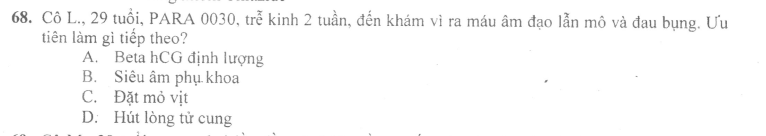 68. Cô L., 29 tuổi, PARA 0030, trễ kinh 2 tuần, đến khám vì ra máu âm đạo lẫn mô và đau bụng. Ưu
tiên làm gì tiếp theo?
A. Beta hCG định lượng
B. Siêu âm phụ khoa
C. Đặt mỏ vịt
D. Hút lòng tử cung